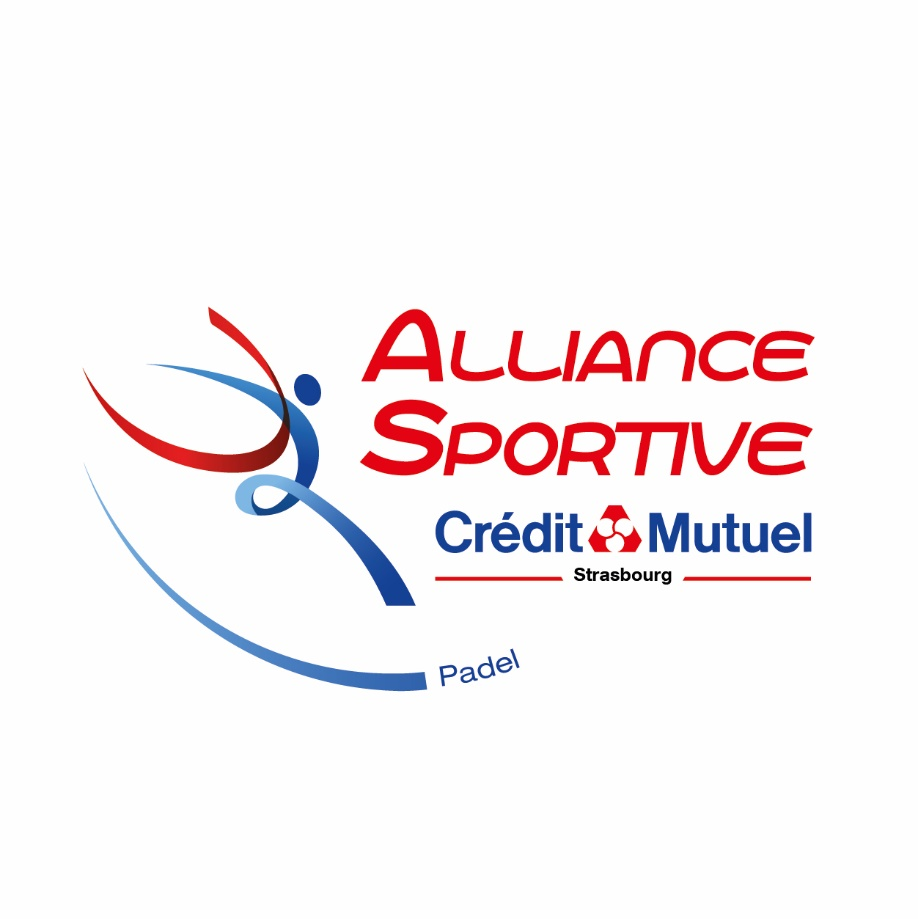 ALLIANCE
SPORTIVE
Crédit Mutuel
Strasbourg
Padel